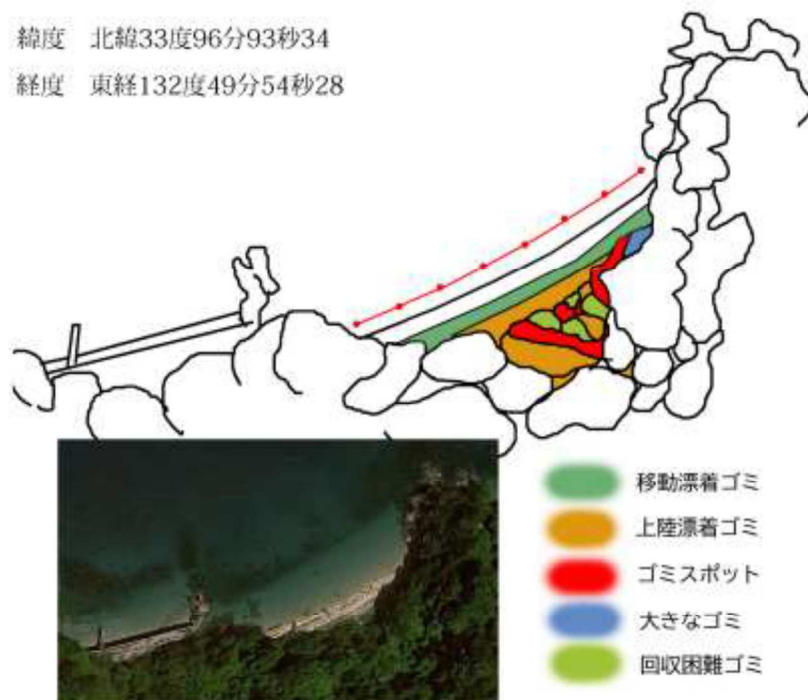 緯度 北緯33度96分93秒34
経度 東経132度49分54秒28
移動漂着ゴミ
上陸漂着ゴミ
ゴミスポット
大きなゴミ
回収困難ゴミ